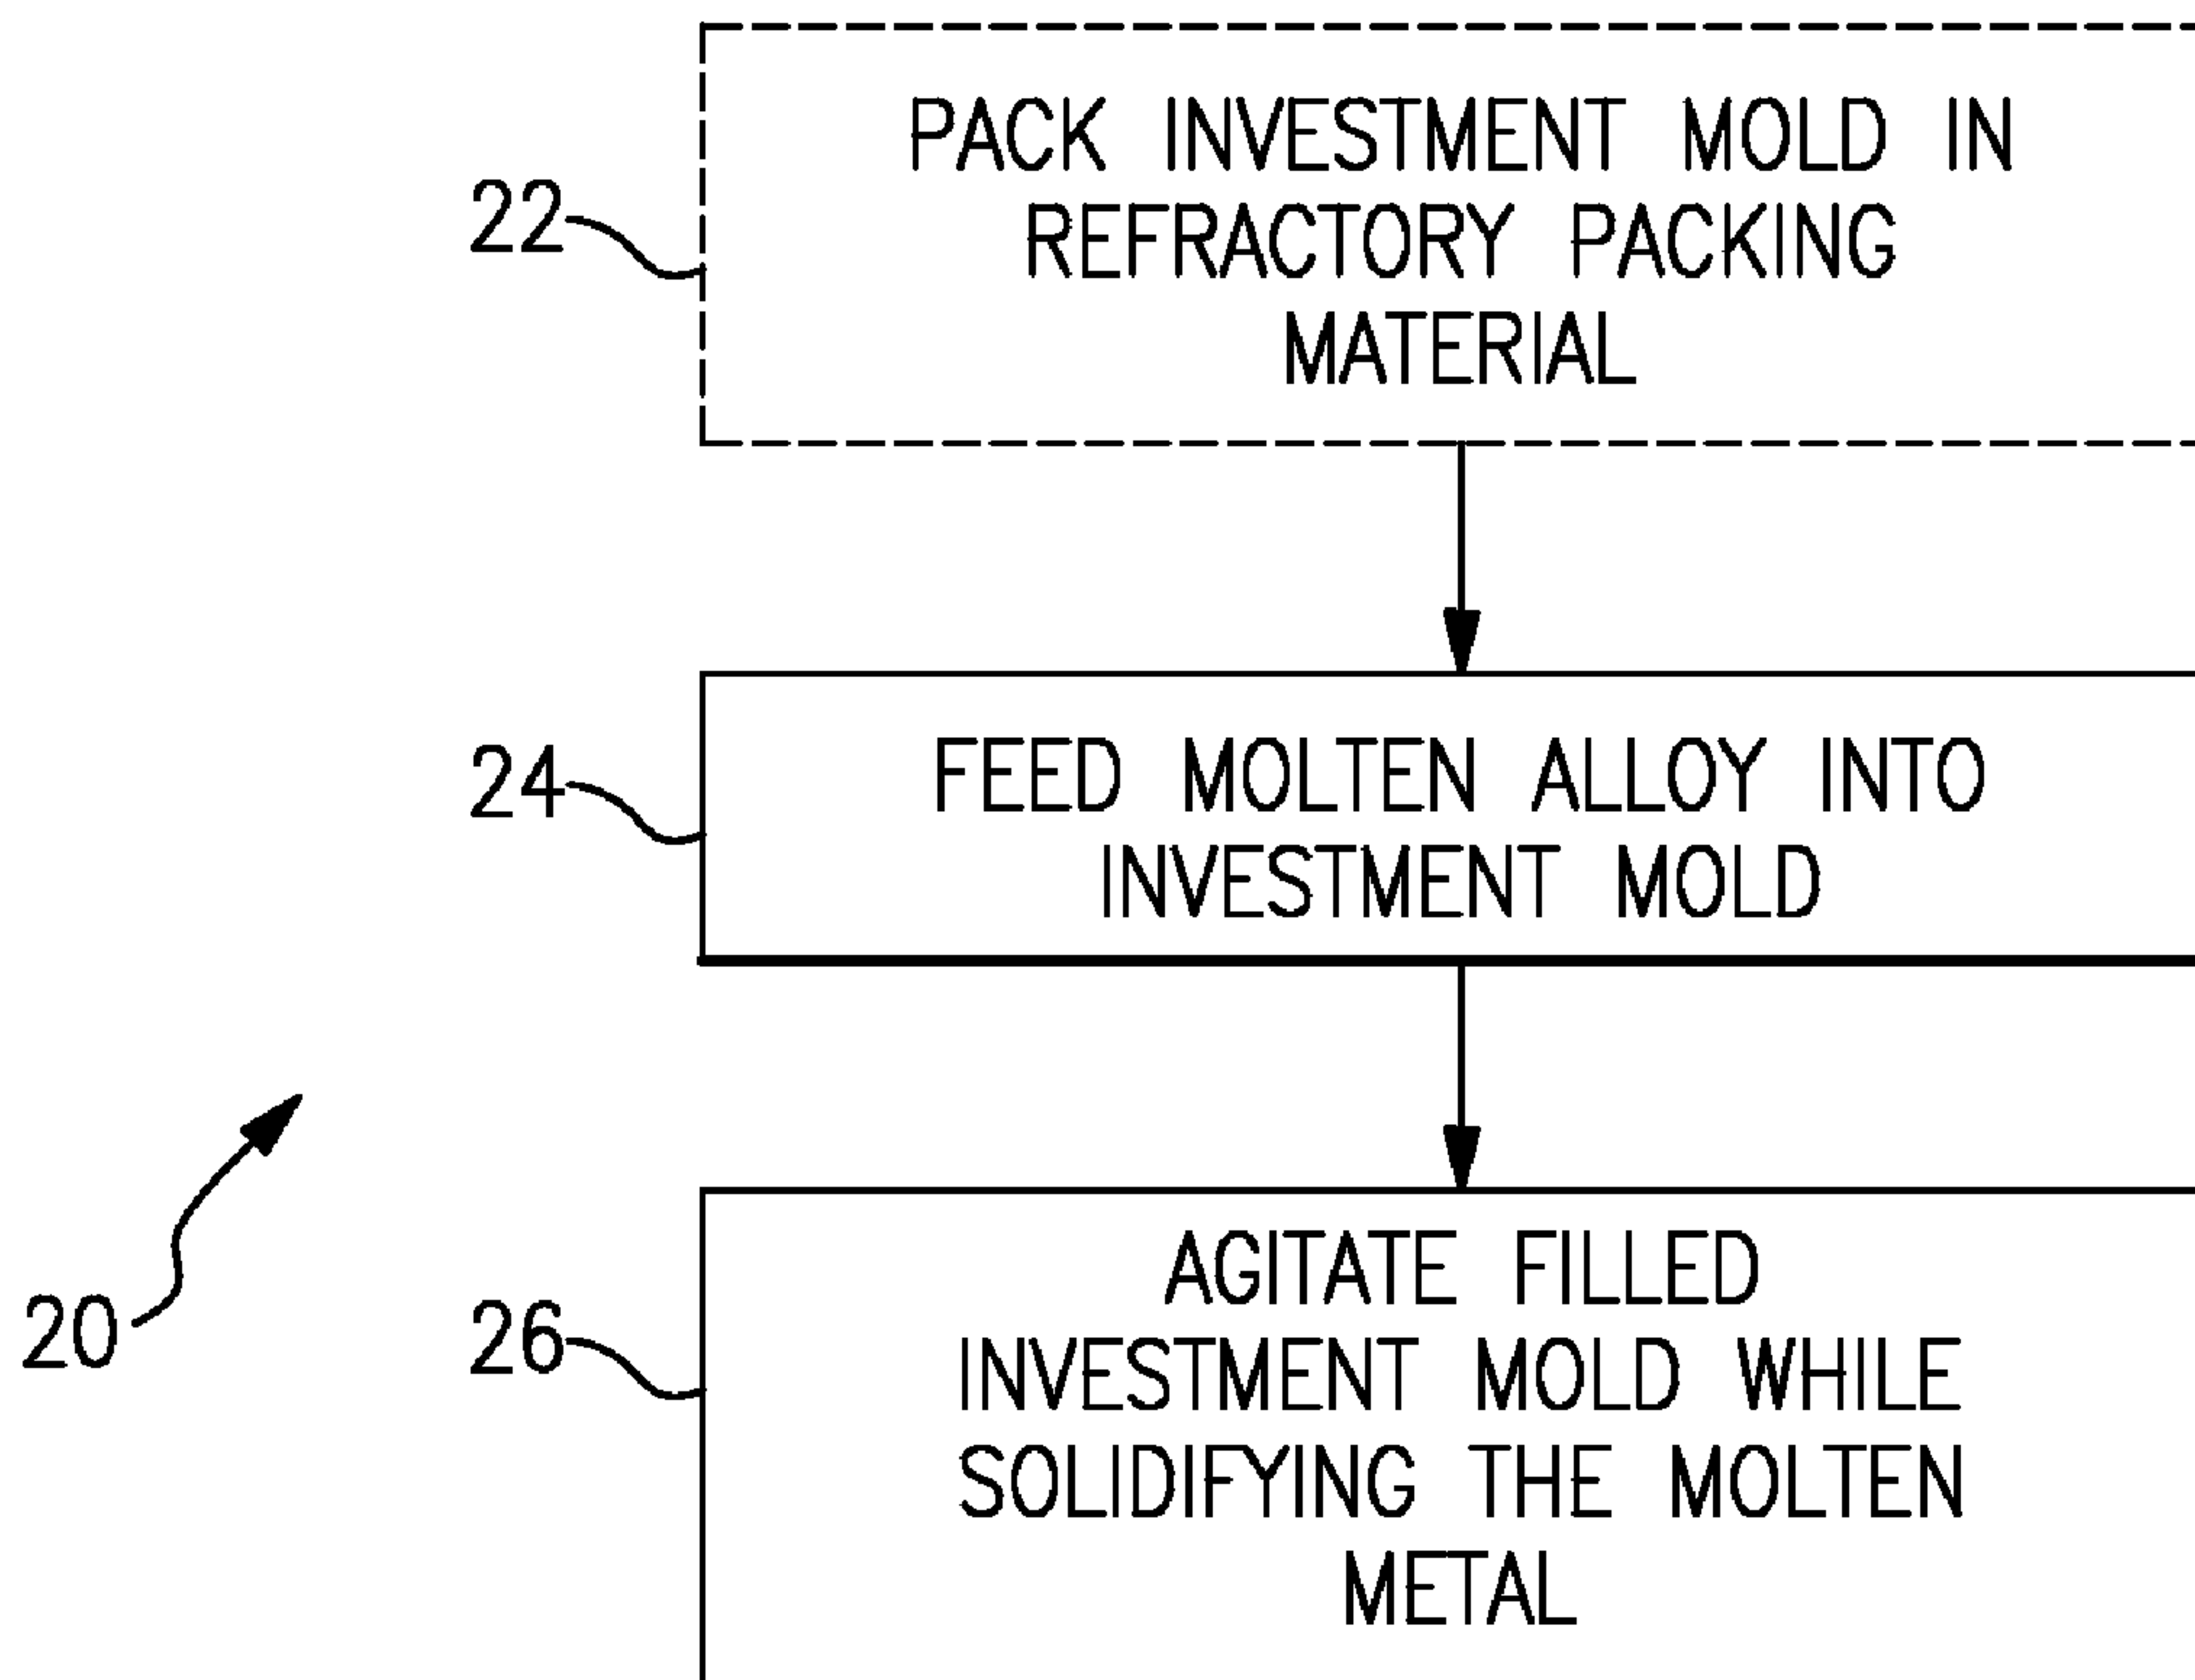 PACK INVESTMENT MOLD IN
REFRACTORY PACKING
MATERIAL
22
FEED MOLTEN ALLOY INTO
INVESTMENT MOLD
24
AGITATE FILLED
INVESTMENT MOLD WHILE
SOLIDIFYING THE MOLTEN
METAL
26
20